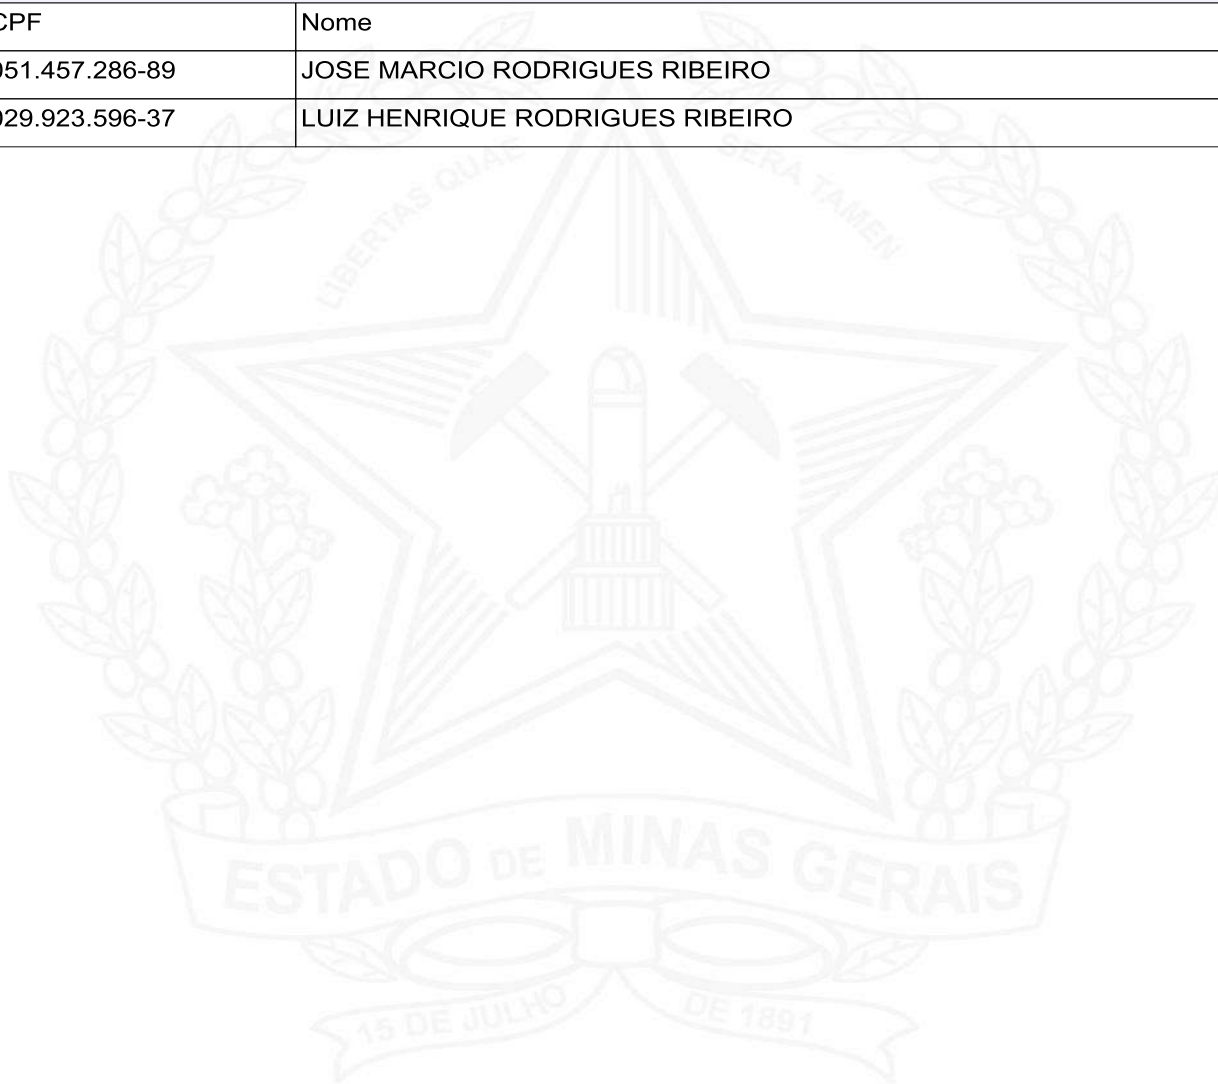 CPF Nome
051.457.286-89 JOSE MARCIO RODRIGUES RIBEIRO
029.923.596-37 LUIZ HENRIQUE RODRIGUES RIBEIRO
LIBERTAS QUAE SERA TAMEN
ESTADO DE MINAS GERAIS
15 DE JULHO DE 1891